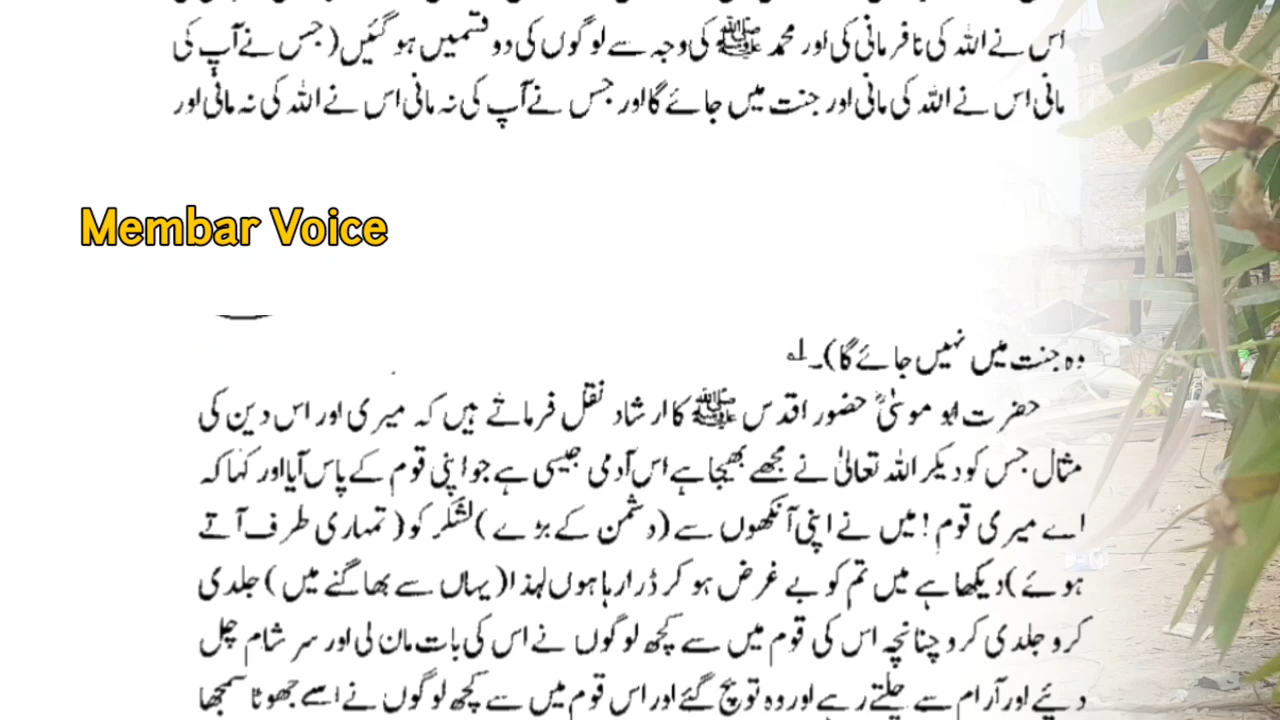 اس نے اللہ کی نافرمانی کی اور محمد ﷺ کی وجہ سے لوگوں کی دو قسمیں ہو گئیں (جس نے آپ کی
مانی اس نے اللہ کی مانی اور جنت میں جائے گا اور جس نے آپ کی نہ مانی اس نے اللہ کی نہ مانی اور
Membar Voice
وہ جنت میں نہیں جائے گا)۔ لہ
حضرت ابو موسیٰؓ حضور اقدس ﷺ کا ارشاد نقل فرماتے ہیں کہ میری اور اس دین کی
مثال جس کو دیکر اللہ تعالیٰ نے مجھے بھیجا ہے اس آدمی جیسی ہے جو اپنی قوم کے پاس آیا اور کہا کہ
اے میری قوم! میں نے اپنی آنکھوں سے (دشمن کے بڑے) لشکر کو (تمہاری طرف آتے
ہوئے) دیکھا ہے میں تم کو بے غرض ہو کر ڈرا رہا ہوں لہذا (یہاں سے بھاگنے میں) جلدی
کرو جلدی کرو چنانچہ اس کی قوم میں سے کچھ لوگوں نے اس کی بات مان لی اور سر شام چل
دیئے اور آرام سے چلتے رہے اور وہ تو بچ گئے اور اس قوم میں سے کچھ لوگوں نے اسے جھوٹا سمجھا